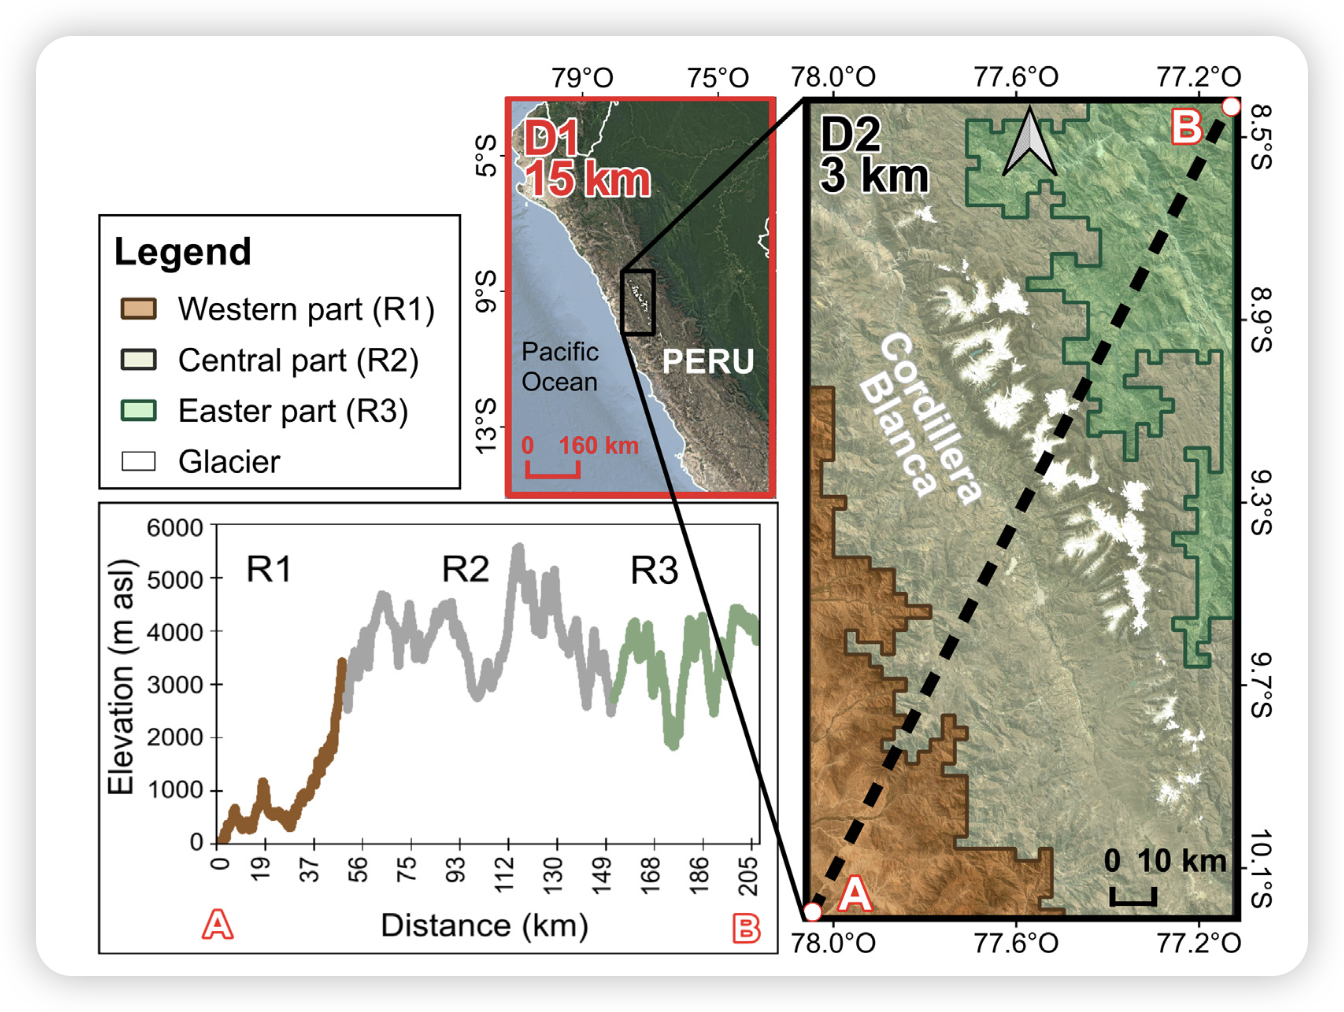 79°O
75°O
5°S
9°S
13°S
D1
15 km
Pacific
Ocean
PERU
0
160 km
Legend
Western part (R1)
Central part (R2)
Easter part (R3)
Glacier
Elevation (m asl)
6000
5000
4000
3000
2000
1000
0
R1
R2
R3
0
19
37
56
75
93
112
130
149
168
186
205
A
Distance (km)
B
78.0°O
77.6°O
77.2°O
D2
3 km
B
Cordillera
Blanca
A
0
10 km
8.5°S
8.9°S
9.3°S
9.7°S
10.1°S
78.0°O
77.6°O
77.2°O